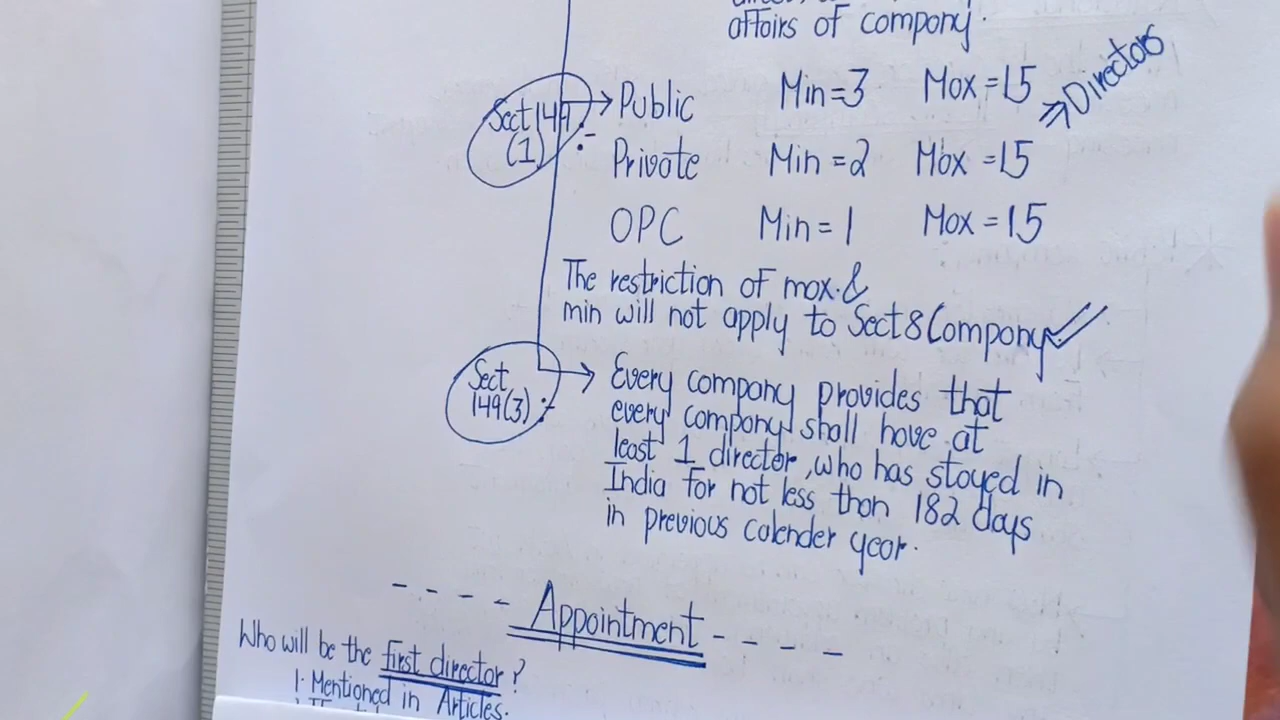 affairs of company.
Sect 149 (1) :- → Public Min = 3 Max = 15 ⇒ Directors
Private Min = 2 Max = 15
OPC Min = 1 Max = 15
The restriction of max. &
min will not apply to Sect 8 Company
Sect 149(3) :- → Every company provides that
every company shall have at
least 1 director, who has stayed in
India for not less than 182 days
in previous calender year.
- - - - Appointment - - - -
Who will be the first director?
1. Mentioned in Articles.